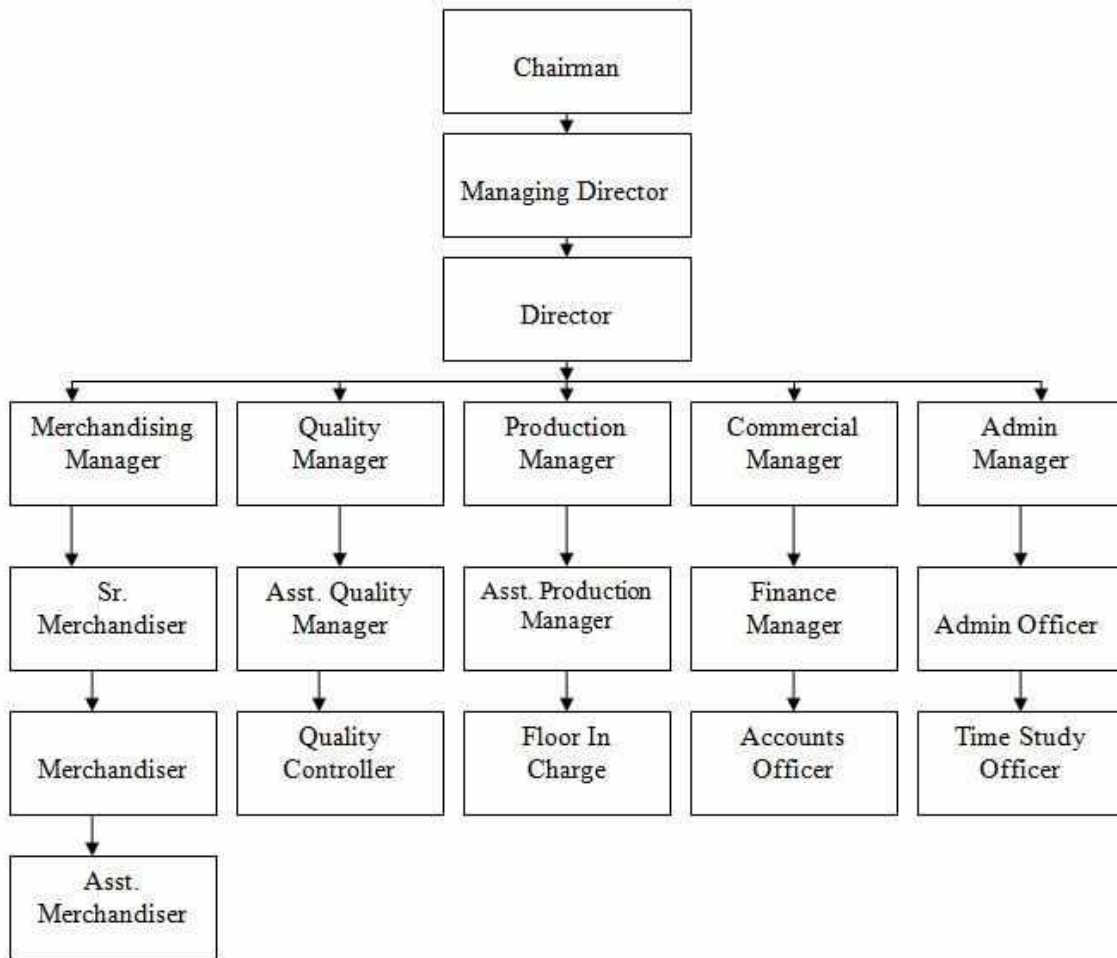 Chairman
Managing Director
Director
Merchandising
Manager
Quality
Manager
Production
Manager
Commercial
Manager
Admin
Manager
Sr.
Merchandiser
Asst. Quality
Manager
Asst. Production
Manager
Finance
Manager
Admin Officer
Merchandiser
Quality
Controller
Floor In
Charge
Accounts
Officer
Time Study
Officer
Asst.
Merchandiser